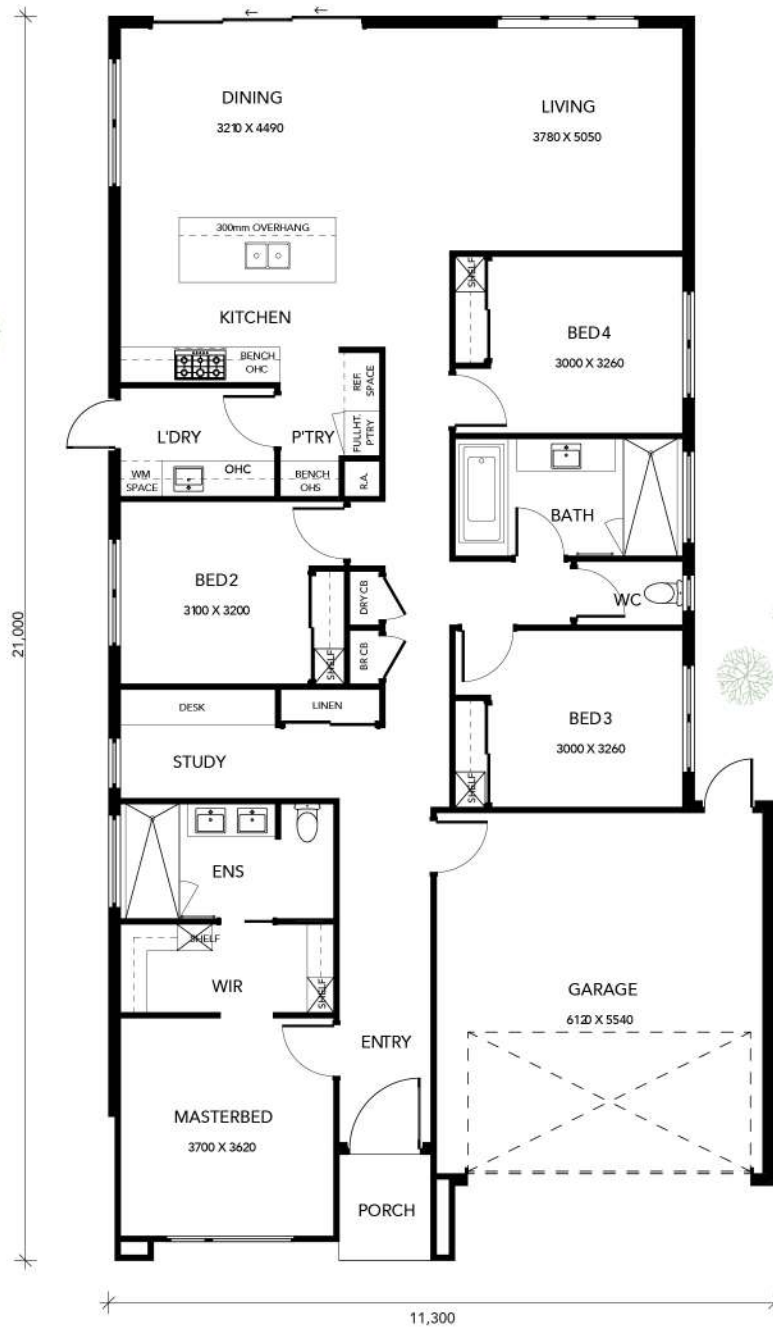 DINING
3210 X 4490
LIVING
3780 X 5050
300mm OVERHANG
KITCHEN
BENCH
OHC
REF.
SPACE
FULLHT.
P'TRY
SHELF
BED 4
3000 X 3260
L'DRY
P'TRY
WM
SPACE
OHC
BENCH
OHS
R.A.
BATH
BED 2
3100 X 3200
SHELF
DRY CB
BR CB
WC
21,000
DESK
LINEN
STUDY
BED 3
3000 X 3260
SHELF
ENS
SHELF
WIR
SHELF
GARAGE
6120 X 5540
ENTRY
MASTERBED
3700 X 3620
PORCH
11,300